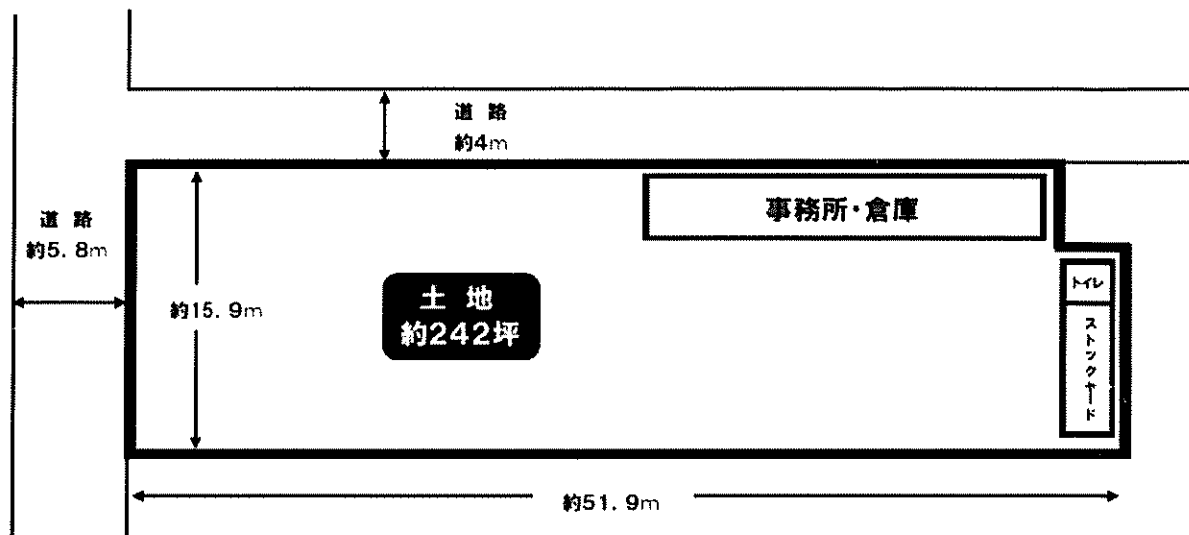 道 路
約4m
事務所・倉庫
道 路
約5.8m
トイレ
約15.9m
土 地
約242坪
ストックヤード
約51.9m